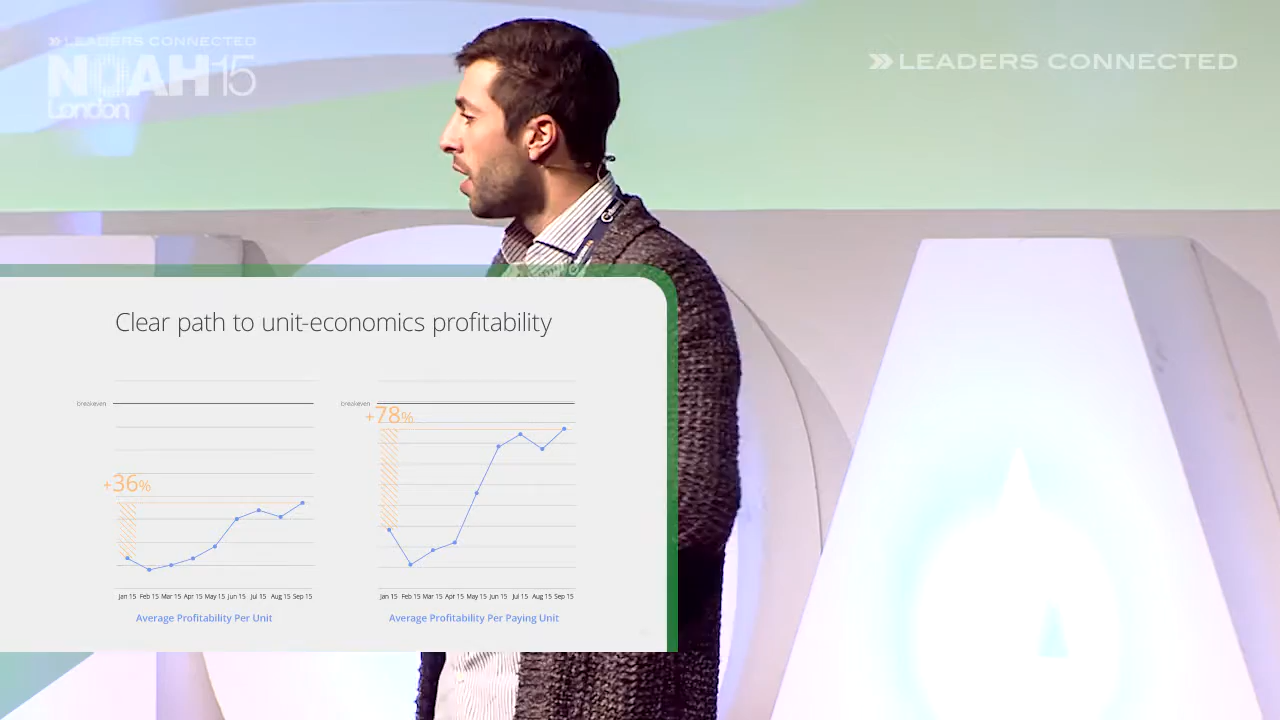 LEADERS CONNECTED
NOAH15
London
LEADERS CONNECTED
Clear path to unit-economics profitability
breakeven
breakeven
+78%
+36%
Jan 15 Feb 15 Mar 15 Apr 15 May 15 Jun 15 Jul 15 Aug 15 Sep 15
Jan 15 Feb 15 Mar 15 Apr 15 May 15 Jun 15 Jul 15 Aug 15 Sep 15
Average Profitability Per Unit
Average Profitability Per Paying Unit